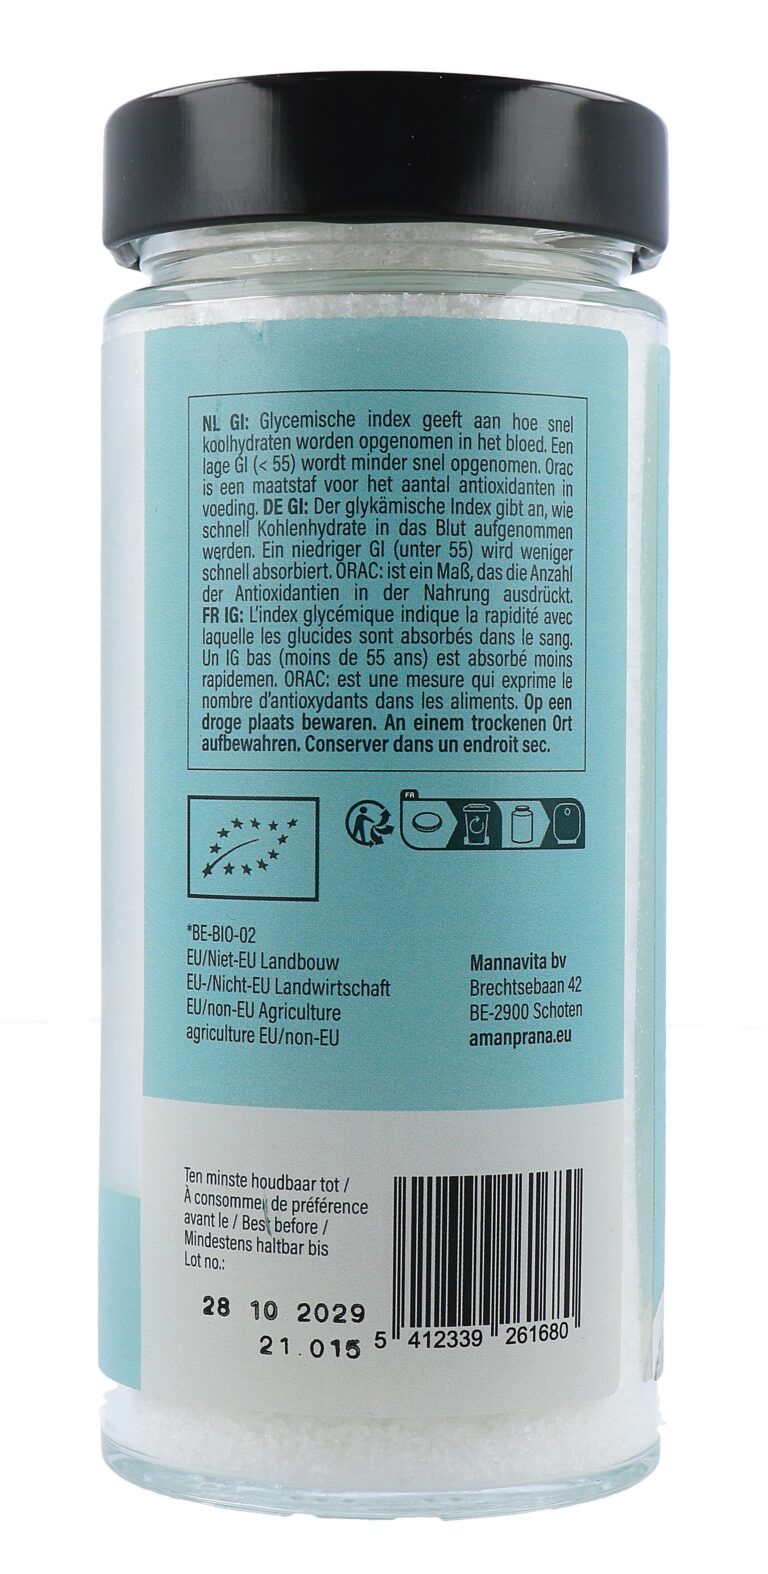 NL GI: Glycemische index geeft aan hoe snel
koolhydraten worden opgenomen in het bloed. Een
lage GI (< 55) wordt minder snel opgenomen. Orac
is een maatstaf voor het aantal antioxidanten in
voeding. DE GI: Der glykämische Index gibt an, wie
schnell Kohlenhydrate in das Blut aufgenommen
werden. Ein niedriger GI (unter 55) wird weniger
schnell absorbiert. ORAC: ist ein Maß, das die Anzahl
der Antioxidantien in der Nahrung ausdrückt.
FR IG: L'index glycémique indique la rapidité avec
laquelle les glucides sont absorbés dans le sang.
Un IG bas (moins de 55 ans) est absorbé moins
rapidemen. ORAC: est une mesure qui exprime le
nombre d'antioxydants dans les aliments. Op een
droge plaats bewaren. An einem trockenen Ort
aufbewahren. Conserver dans un endroit sec.
FR
*BE-BIO-02
EU/Niet-EU Landbouw
EU-/Nicht-EU Landwirtschaft
EU/non-EU Agriculture
agriculture EU/non-EU
Mannavita bv
Brechtsebaan 42
BE-2900 Schoten
amanprana.eu
Ten minste houdbaar tot /
À consommer de préférence
avant le / Best before /
Mindestens haltbar bis
Lot no.:
28 10 2029
21.015
5 412339 261680